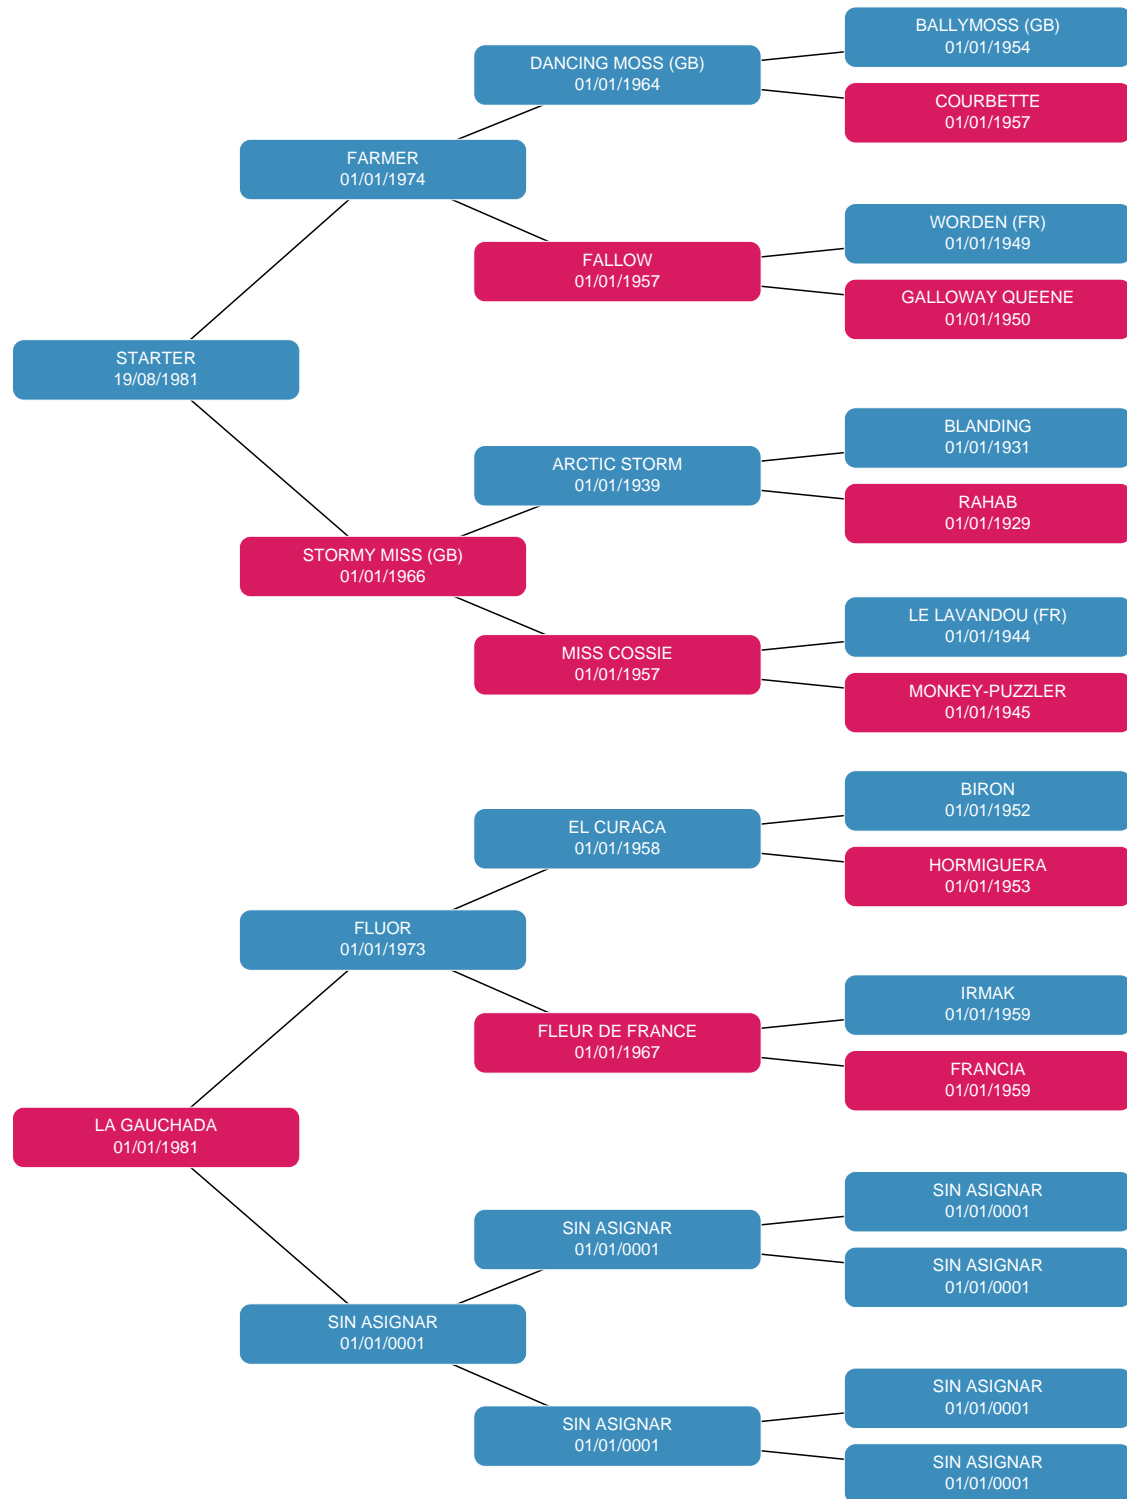 BALLYMOSS (GB)
01/01/1954
DANCING MOSS (GB)
01/01/1964
COURBETTE
01/01/1957
FARMER
01/01/1974
WORDEN (FR)
01/01/1949
FALLOW
01/01/1957
GALLOWAY QUEENE
01/01/1950
STARTER
19/08/1981
BLANDING
01/01/1931
ARCTIC STORM
01/01/1939
RAHAB
01/01/1929
STORMY MISS (GB)
01/01/1966
LE LAVANDOU (FR)
01/01/1944
MISS COSSIE
01/01/1957
MONKEY-PUZZLER
01/01/1945
BIRON
01/01/1952
EL CURACA
01/01/1958
HORMIGUERA
01/01/1953
FLUOR
01/01/1973
IRMAK
01/01/1959
FLEUR DE FRANCE
01/01/1967
FRANCIA
01/01/1959
LA GAUCHADA
01/01/1981
SIN ASIGNAR
01/01/0001
SIN ASIGNAR
01/01/0001
SIN ASIGNAR
01/01/0001
SIN ASIGNAR
01/01/0001
SIN ASIGNAR
01/01/0001
SIN ASIGNAR
01/01/0001
SIN ASIGNAR
01/01/0001